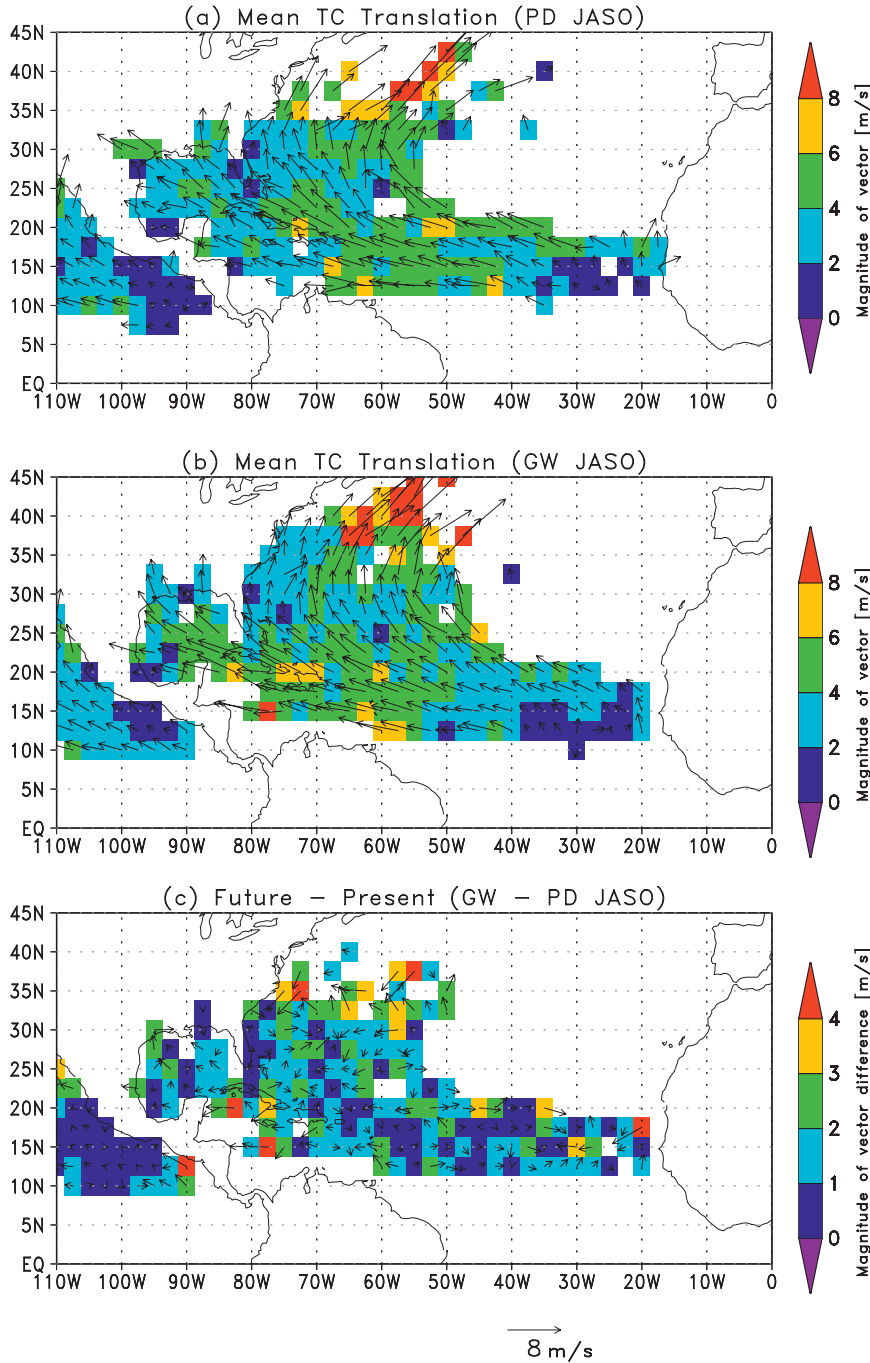 (a) Mean TC Translation (PD JASO)
45N
40N
35N
30N
25N
20N
15N
10N
5N
EQ
110W 100W 90W 80W 70W 60W 50W 40W 30W 20W 10W 0
8
6
4
2
0
Magnitude of vector [m/s]
(b) Mean TC Translation (GW JASO)
45N
40N
35N
30N
25N
20N
15N
10N
5N
EQ
110W 100W 90W 80W 70W 60W 50W 40W 30W 20W 10W 0
8
6
4
2
0
Magnitude of vector [m/s]
(c) Future - Present (GW - PD JASO)
45N
40N
35N
30N
25N
20N
15N
10N
5N
EQ
110W 100W 90W 80W 70W 60W 50W 40W 30W 20W 10W 0
4
3
2
1
0
Magnitude of vector difference [m/s]
8 m/s